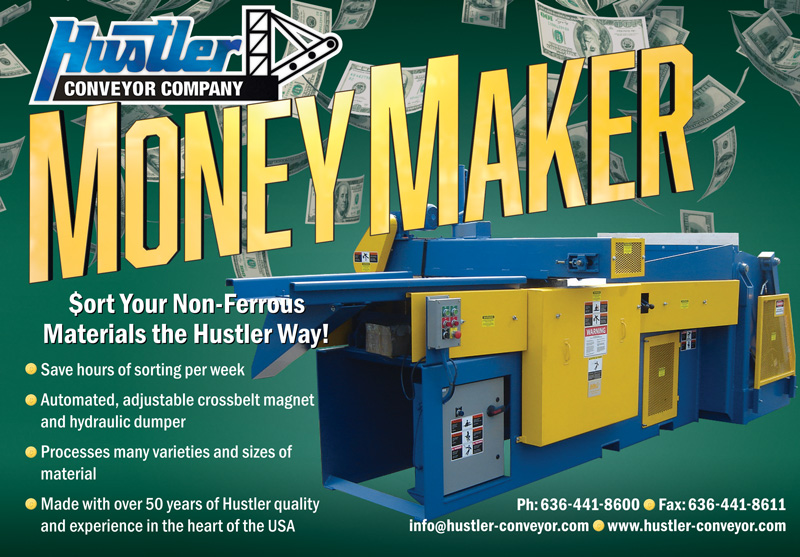 Hustler
CONVEYOR COMPANY
MONEY MAKER
$ort Your Non-Ferrous
Materials the Hustler Way!
Save hours of sorting per week
Automated, adjustable crossbelt magnet
and hydraulic dumper
Processes many varieties and sizes of
material
Made with over 50 years of Hustler quality
and experience in the heart of the USA
WARNING
Ph: 636-441-8600 Fax: 636-441-8611
info@hustler-conveyor.com www.hustler-conveyor.com